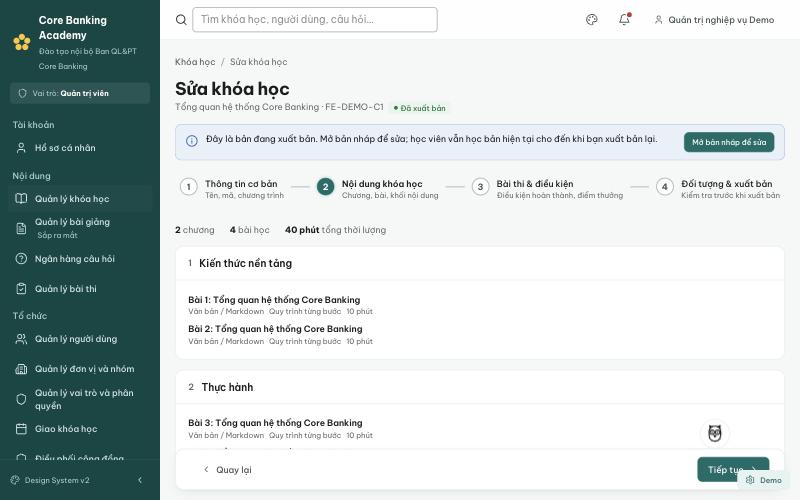 Core Banking
Academy
Đào tạo nội bộ Ban QL&PT
Core Banking
Vai trò: Quản trị viên
Tài khoản
Hồ sơ cá nhân
Nội dung
Quản lý khóa học
Quản lý bài giảng
Sắp ra mắt
Ngân hàng câu hỏi
Quản lý bài thi
Tổ chức
Quản lý người dùng
Quản lý đơn vị và nhóm
Quản lý vai trò và phân
quyền
Giao khóa học
Điều phối cộng đồng
Design System v2
Tìm khóa học, người dùng, câu hỏi...
Quản trị nghiệp vụ Demo
Khóa học / Sửa khóa học
Sửa khóa học
Tổng quan hệ thống Core Banking · FE-DEMO-C1 Đã xuất bản
Đây là bản đang xuất bản. Mở bản nháp để sửa; học viên vẫn học bản hiện tại cho đến khi bạn xuất bản lại.
Mở bản nháp để sửa
1 Thông tin cơ bản
Tên, mã, chương trình
2 Nội dung khóa học
Chương, bài, khối nội dung
3 Bài thi & điều kiện
Điều kiện hoàn thành, điểm thưởng
4 Đối tượng & xuất bản
Kiểm tra trước khi xuất bản
2 chương 4 bài học 40 phút tổng thời lượng
1 Kiến thức nền tảng
Bài 1: Tổng quan hệ thống Core Banking
Văn bản / Markdown Quy trình từng bước 10 phút
Bài 2: Tổng quan hệ thống Core Banking
Văn bản / Markdown Quy trình từng bước 10 phút
2 Thực hành
Bài 3: Tổng quan hệ thống Core Banking
Văn bản / Markdown Quy trình từng bước 10 phút
Quay lại
Tiếp tục
Demo